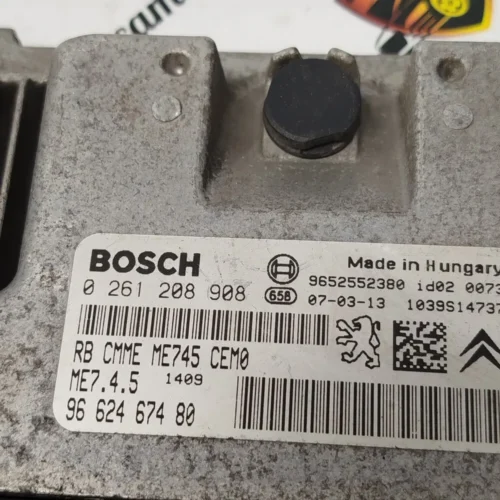 BOSCH
Made in Hungary
9652552380 id02 0073
0 261 208 908
658
07-03-13 1039S14737
RB CMME ME745 CEM0
ME7.4.5 1409
96 624 674 80